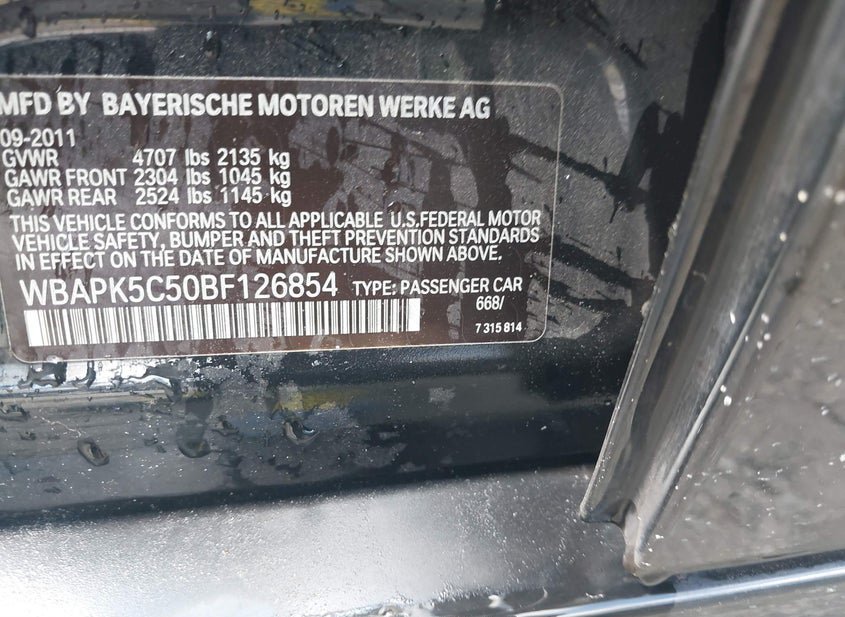 MFD BY BAYERISCHE MOTOREN WERKE AG
09-2011
GVWR 4707 lbs 2135 kg
GAWR FRONT 2304 lbs 1045 kg
GAWR REAR 2524 lbs 1145 kg
THIS VEHICLE CONFORMS TO ALL APPLICABLE U.S.FEDERAL MOTOR
VEHICLE SAFETY, BUMPER AND THEFT PREVENTION STANDARDS
IN EFFECT ON THE DATE OF MANUFACTURE SHOWN ABOVE.
WBAPK5C50BF126854 TYPE: PASSENGER CAR
668/
7 315 814